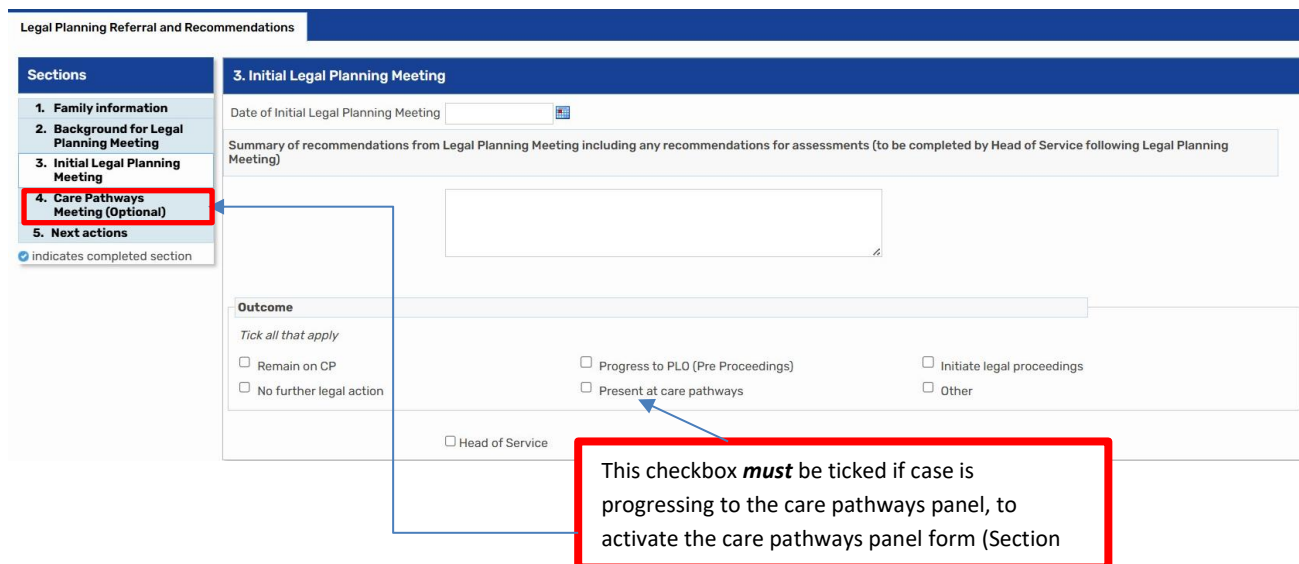 Legal Planning Referral and Recommendations
Sections
1. Family information
2. Background for Legal
Planning Meeting
3. Initial Legal Planning
Meeting
4. Care Pathways
Meeting (Optional)
5. Next actions
indicates completed section
3. Initial Legal Planning Meeting
Date of Initial Legal Planning Meeting
Summary of recommendations from Legal Planning Meeting including any recommendations for assessments (to be completed by Head of Service following Legal Planning
Meeting)
Outcome
Tick all that apply
Remain on CP
Progress to PLO (Pre Proceedings)
Initiate legal proceedings
No further legal action
Present at care pathways
Other
Head of Service
This checkbox must be ticked if case is
progressing to the care pathways panel, to
activate the care pathways panel form (Section